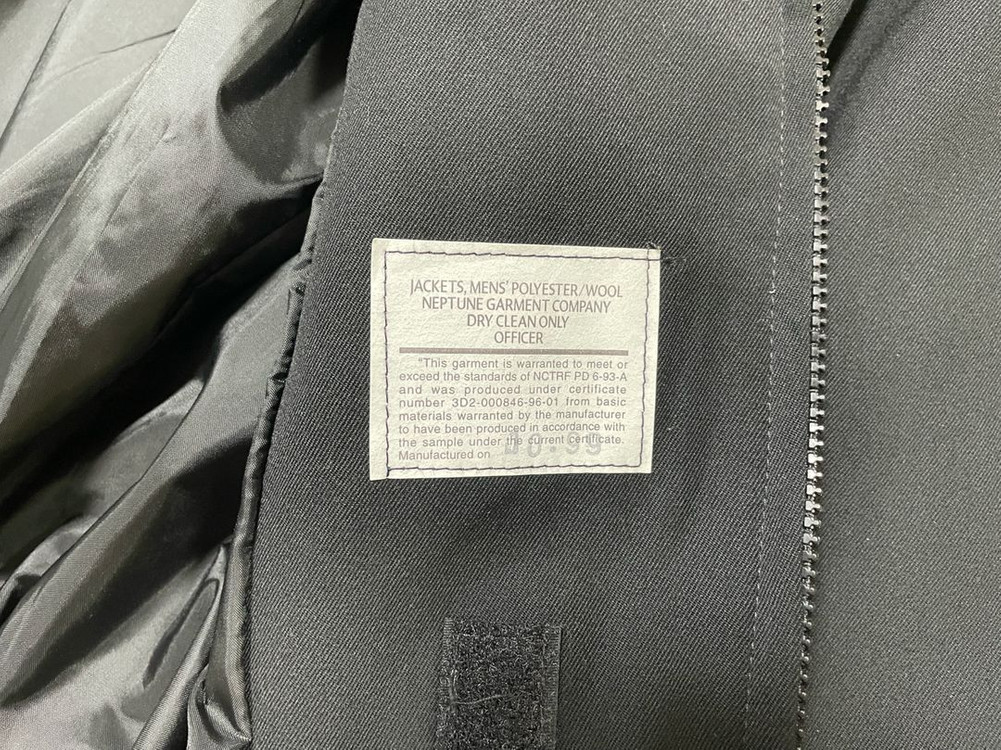 JACKETS, MENS' POLYESTER/WOOL
NEPTUNE GARMENT COMPANY
DRY CLEAN ONLY
OFFICER
"This garment is warranted to meet or
exceed the standards of NCTRF PD 6-93-A
and was produced under certificate
number 3D2-000846-96-01 from basic
materials warranted by the manufacturer
to have been produced in accordance with
the sample under the current certificate.
Manufactured on